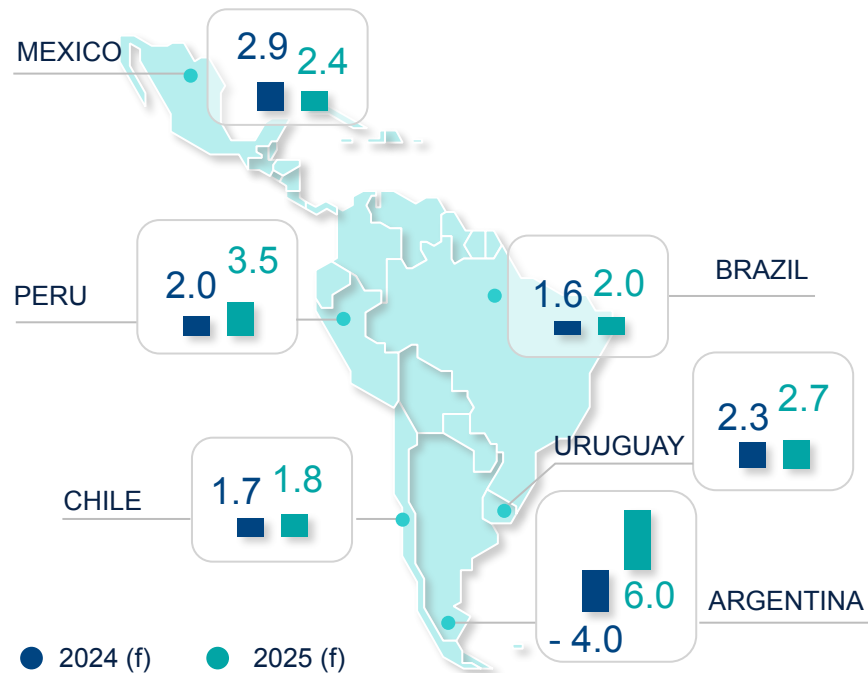 MEXICO
2.9 2.4
PERU
2.0 3.5
BRAZIL
1.6 2.0
URUGUAY
2.3 2.7
CHILE
1.7 1.8
ARGENTINA
- 4.0 6.0
2024 (f) 2025 (f)